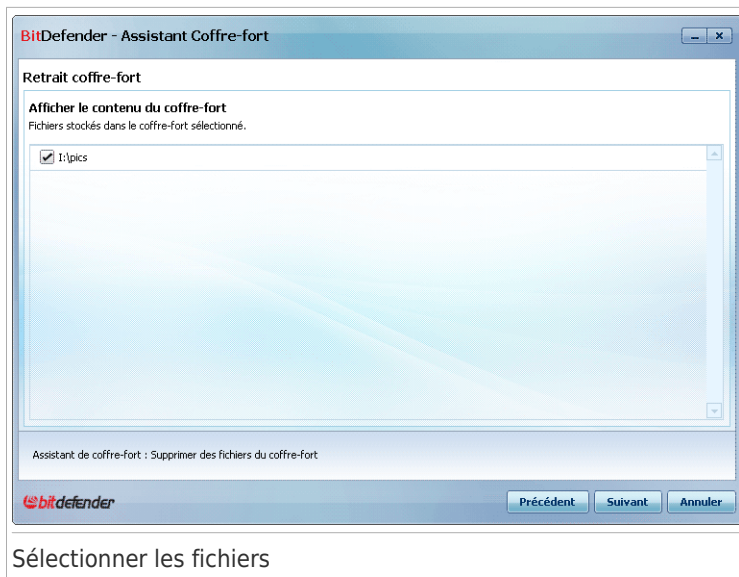 BitDefender - Assistant Coffre-fort
Retrait coffre-fort
Afficher le contenu du coffre-fort
Fichiers stockés dans le coffre-fort sélectionné.
I:\pics
Assistant de coffre-fort : Supprimer des fichiers du coffre-fort
bitdefender
Précédent Suivant Annuler
Sélectionner les fichiers